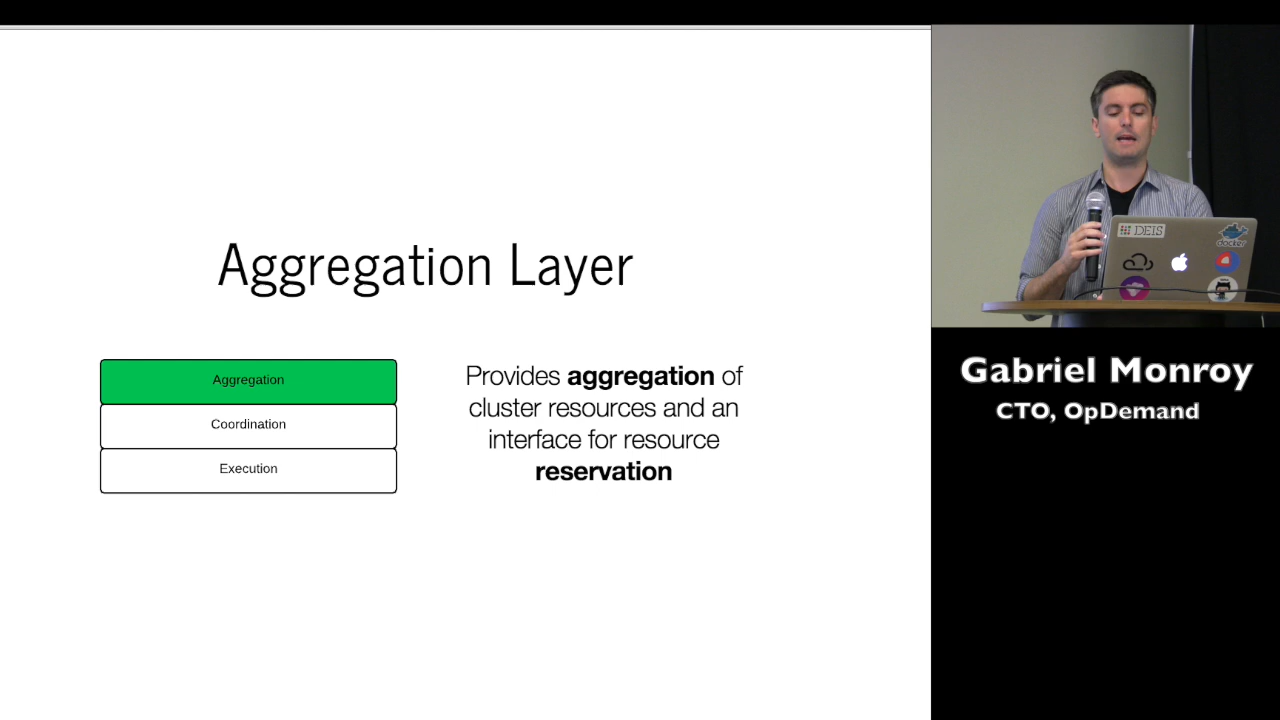 Aggregation Layer
Aggregation
Coordination
Execution
Provides aggregation of
cluster resources and an
interface for resource
reservation
DEIS
docker
Gabriel Monroy
CTO, OpDemand